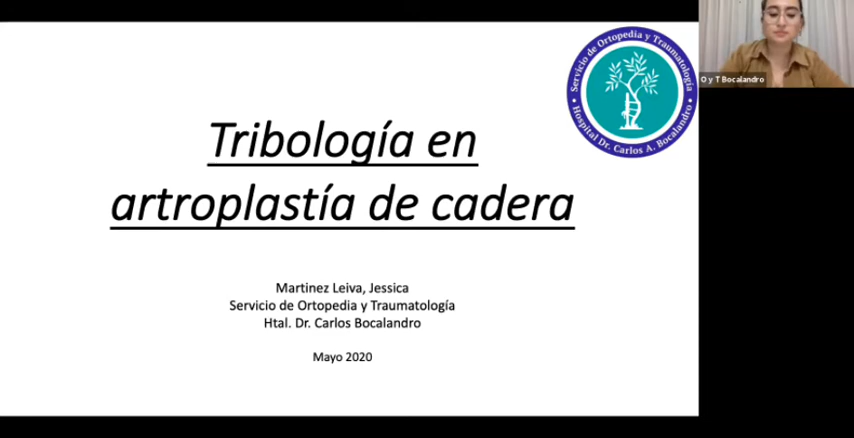 Servicio de Ortopedia y Traumatología
Hospital Dr. Carlos A. Bocalandro
O y T Bocalandro
Tribología en
artroplastía de cadera
Martinez Leiva, Jessica
Servicio de Ortopedia y Traumatología
Htal. Dr. Carlos Bocalandro
Mayo 2020